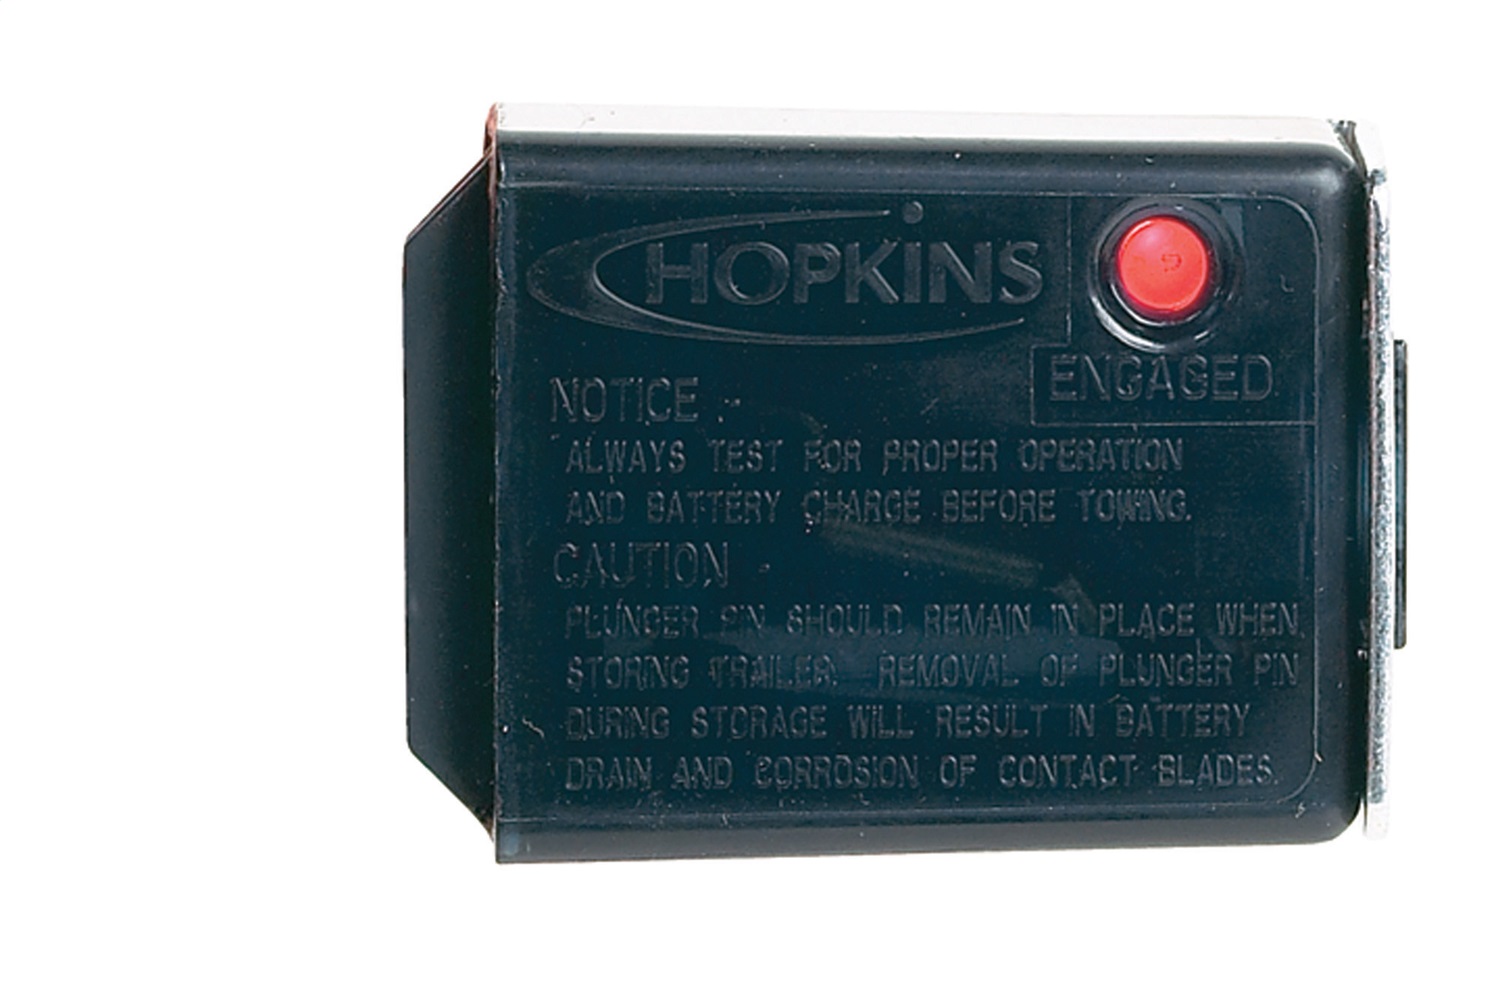 HOPKINS
ENGAGED
NOTICE
ALWAYS TEST FOR PROPER OPERATION
AND BATTERY CHARGE BEFORE TOWING.
CAUTION
PLUNGER PIN SHOULD REMAIN IN PLACE WHEN
STORING TRAILER. REMOVAL OF PLUNGER PIN
DURING STORAGE WILL RESULT IN BATTERY
DRAIN AND CORROSION OF CONTACT BLADES.